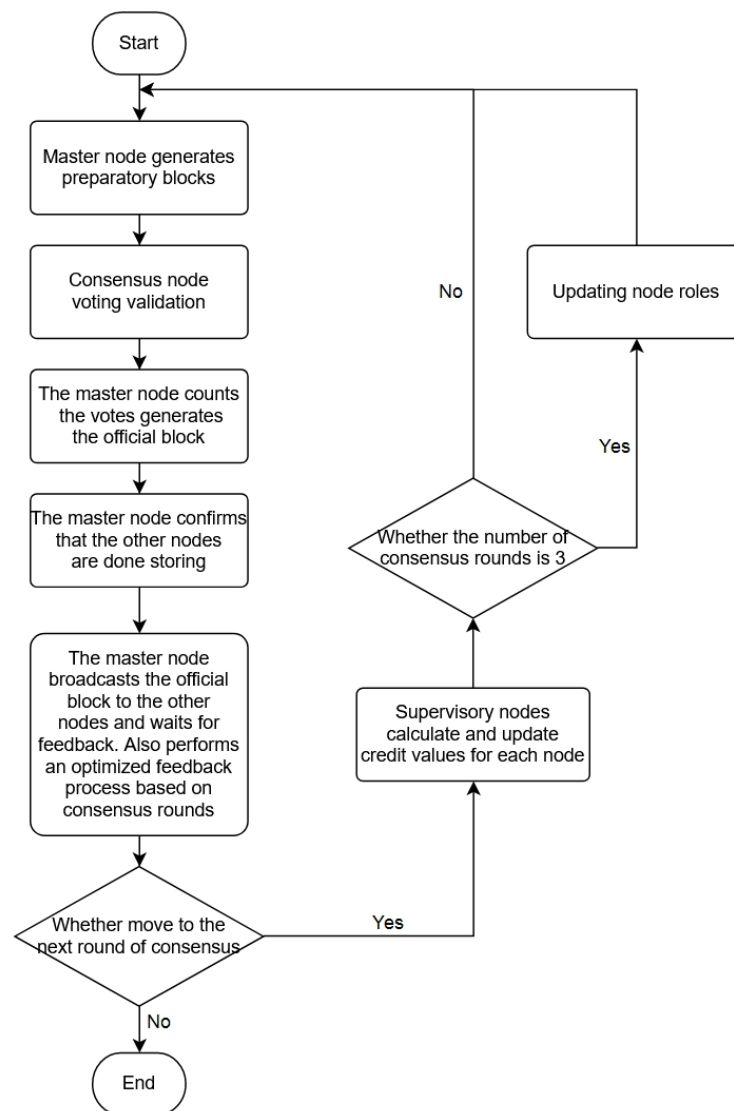 Start
Master node generates
preparatory blocks
Consensus node
voting validation
The master node counts
the votes generates
the official block
The master node confirms
that the other nodes
are done storing
The master node
broadcasts the official
block to the other
nodes and waits for
feedback. Also performs
an optimized feedback
process based on
consensus rounds
Whether move to the
next round of consensus
No
End
Yes
Supervisory nodes
calculate and update
credit values for each node
Whether the number of
consensus rounds is 3
No
Yes
Updating node roles